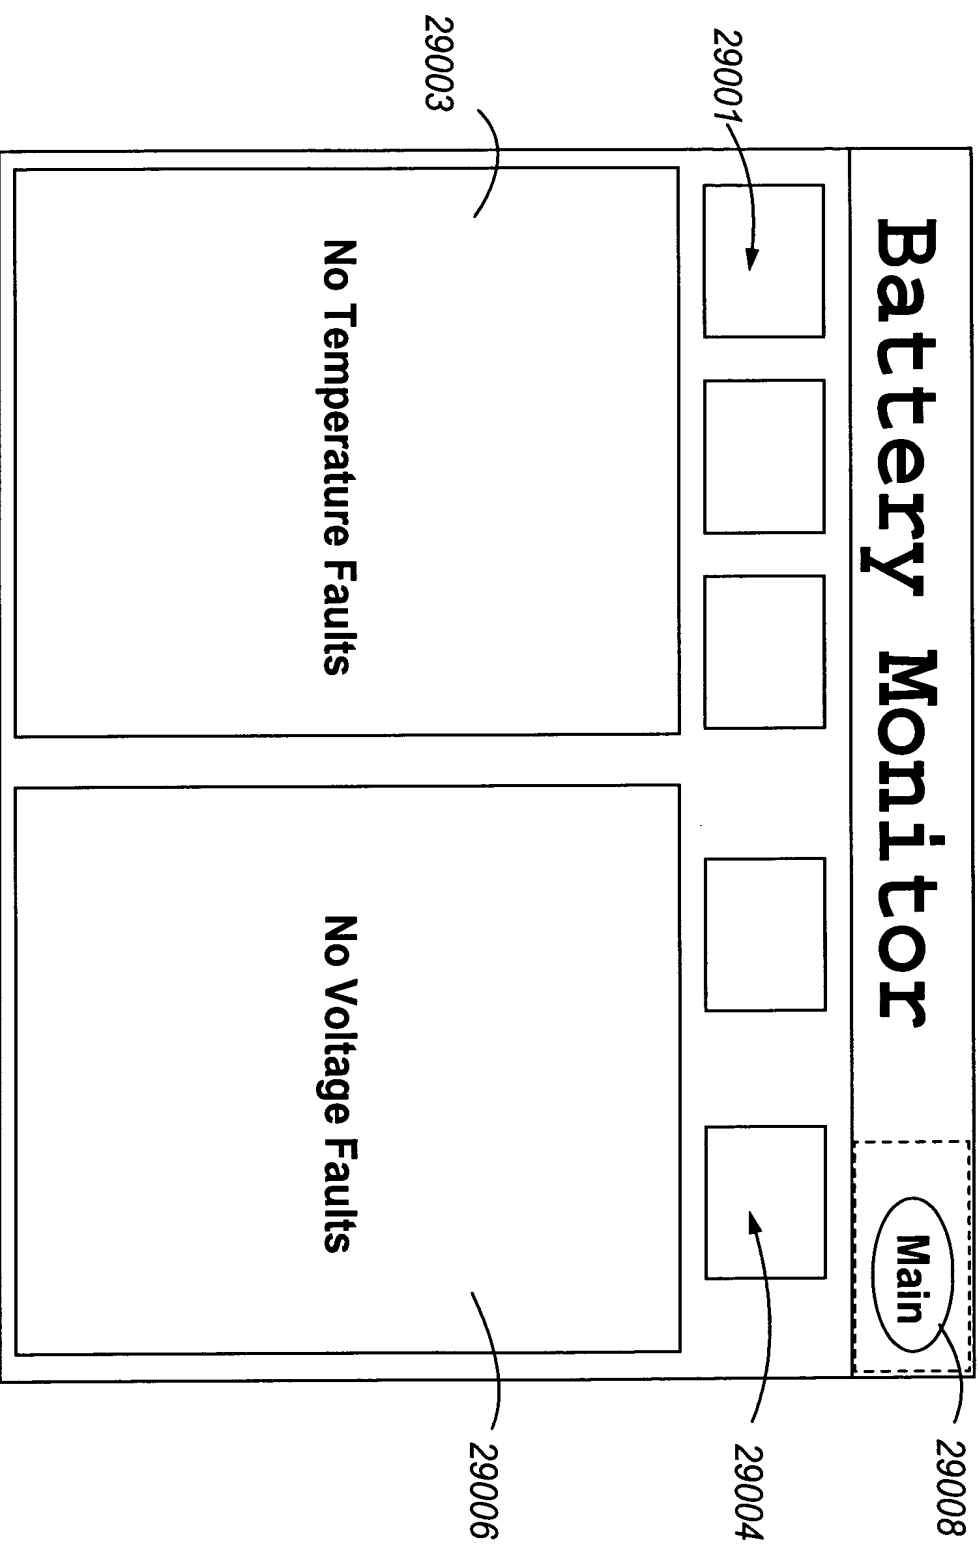 Battery Monitor
Main
29008
29001
29004
29003
No Temperature Faults
No Voltage Faults
29006